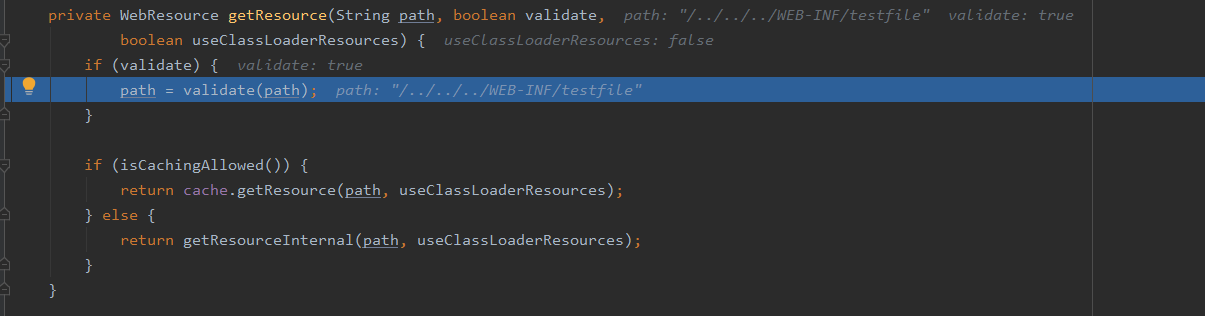 private WebResource getResource(String path, boolean validate,  path: "/../../../WEB-INF/testfile"  validate: true
        boolean useClassLoaderResources) {  useClassLoaderResources: false
    if (validate) {  validate: true
        path = validate(path);  path: "/../../../WEB-INF/testfile"
    }
    if (isCachingAllowed()) {
        return cache.getResource(path, useClassLoaderResources);
    } else {
        return getResourceInternal(path, useClassLoaderResources);
    }
}